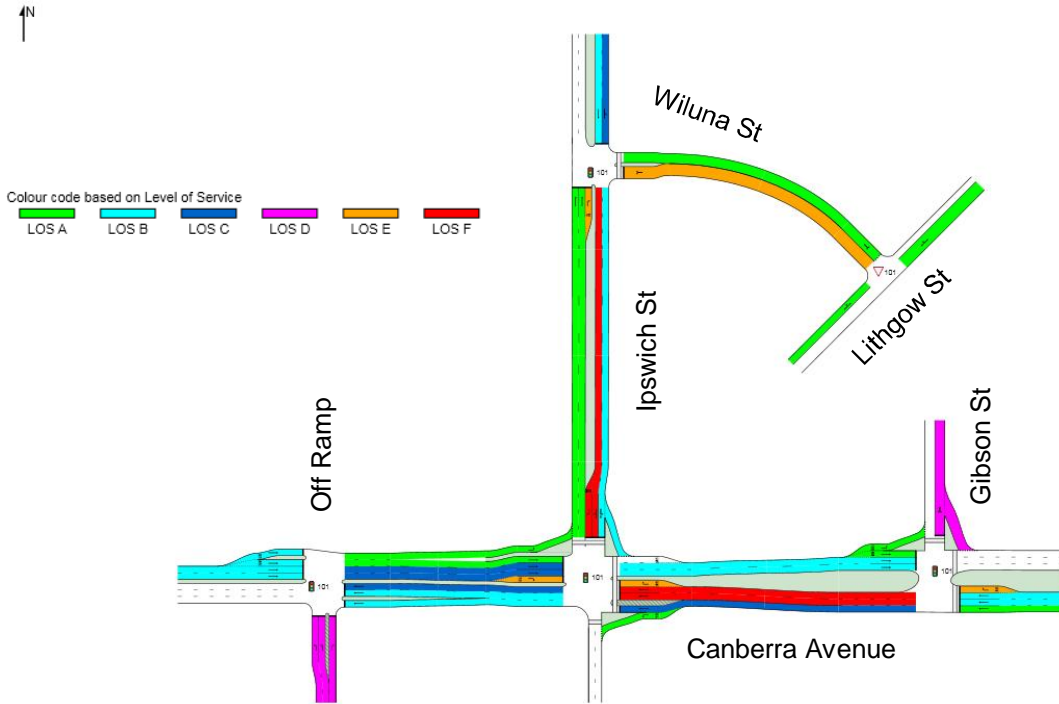 N
Wiluna St
101
Colour code based on Level of Service
LOS A LOS B LOS C LOS D LOS E LOS F
101
Lithgow St
Ipswich St
Off Ramp
Gibson St
101
101
101
Canberra Avenue